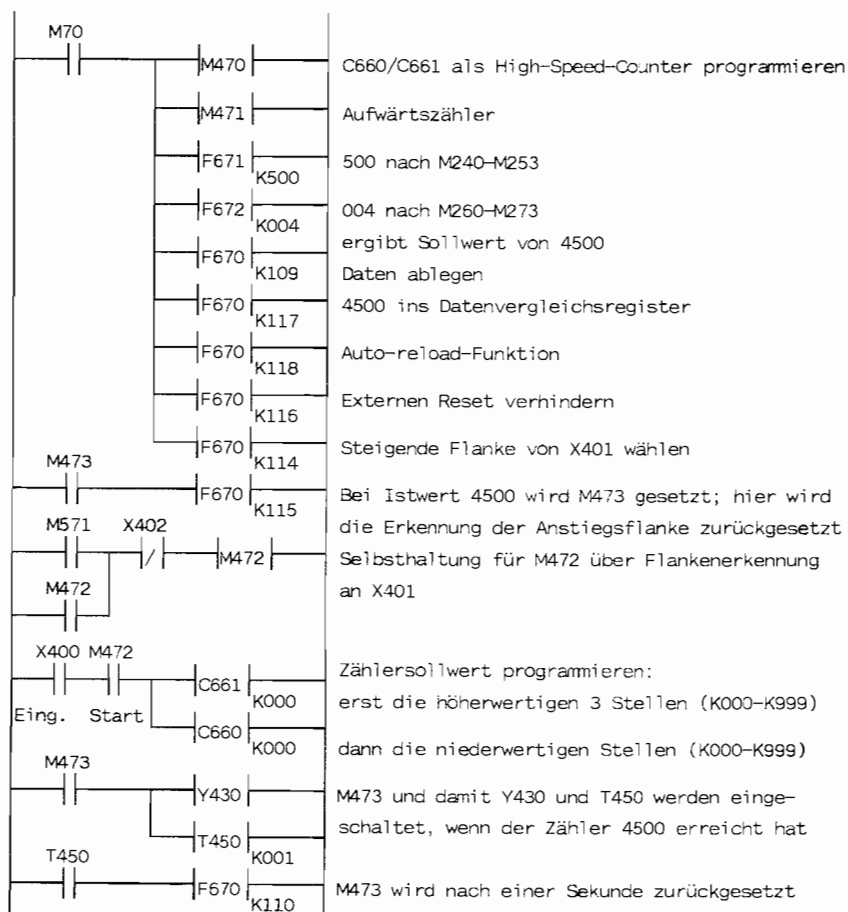 M70
M470 C660/C661 als High-Speed-Counter programmieren
M471 Aufwärtszähler
F671 K500 500 nach M240-M253
F672 K004 004 nach M260-M273
ergibt Sollwert von 4500
F670 K109 Daten ablegen
F670 K117 4500 ins Datenvergleichsregister
F670 K118 Auto-reload-Funktion
F670 K116 Externen Reset verhindern
F670 K114 Steigende Flanke von X401 wählen
M473
F670 K115 Bei Istwert 4500 wird M473 gesetzt; hier wird
die Erkennung der Anstiegsflanke zurückgesetzt
M571 X402
M472 Selbsthaltung für M472 über Flankenerkennung
M472 an X401
X400 M472
Zählersollwert programmieren:
C661 K000 erst die höherwertigen 3 Stellen (K000-K999)
Eing. Start
C660 K000 dann die niederwertigen Stellen (K000-K999)
M473
Y430 M473 und damit Y430 und T450 werden einge-
T450 K001 schaltet, wenn der Zähler 4500 erreicht hat
T450
F670 K110 M473 wird nach einer Sekunde zurückgesetzt